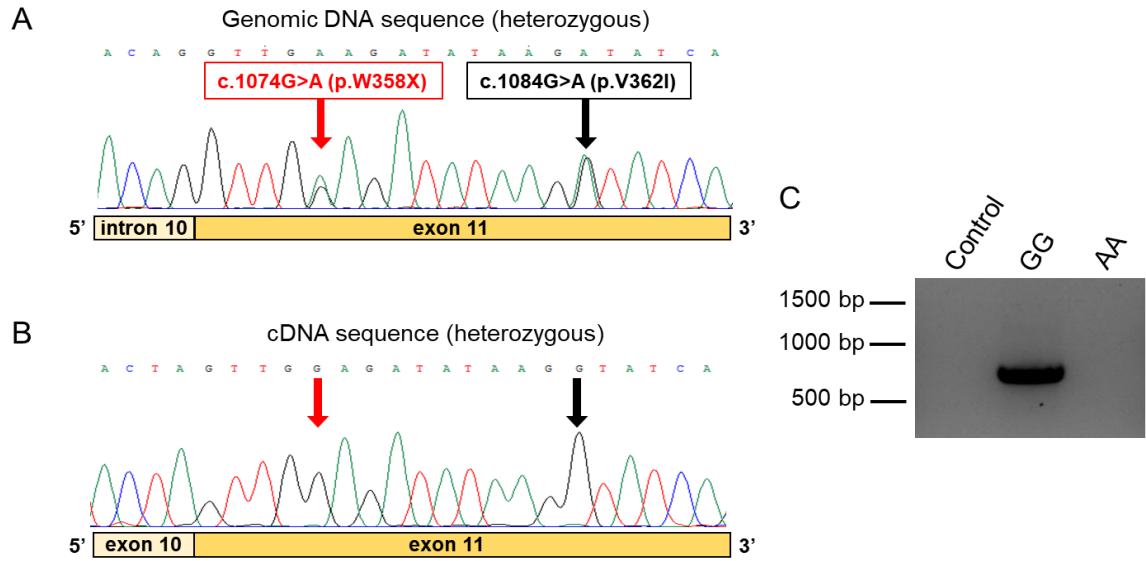 A
Genomic DNA sequence (heterozygous)
A C A G G T T G A A G A T A T A A G A T A T C A
c.1074G>A (p.W358X)
c.1084G>A (p.V362I)
5’ intron 10 exon 11 3’
B
cDNA sequence (heterozygous)
A C T A G T T G G A G A T A T A A G G T A T C A
5’ exon 10 exon 11 3’
C
Control GG AA
1500 bp
1000 bp
500 bp